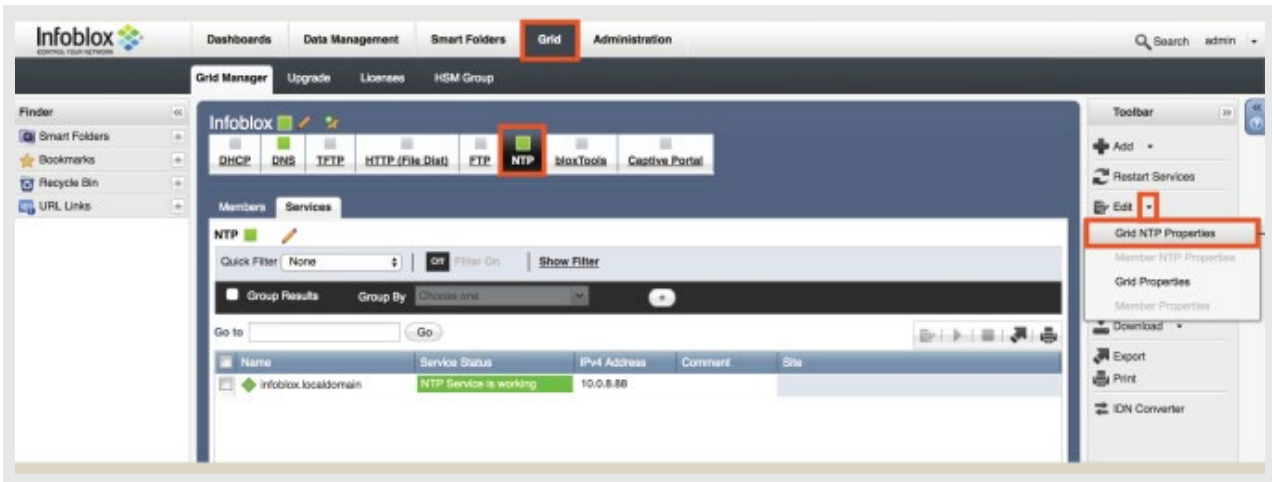 Infoblox
CONTROL YOUR NETWORK
Dashboards Data Management Smart Folders Grid Administration
Search admin
Grid Manager Upgrade Licenses HSM Group
Finder
Smart Folders
Bookmarks
Recycle Bin
URL Links
Infoblox
DHCP DNS TFTP HTTP (File Dist) FTP NTP bloxTools Captive Portal
Members Services
NTP
Quick Filter None Off Filter On Show Filter
Group Results Group By Choose one
Go to Go
Name Service Status IPv4 Address Comment Site
infoblox.localdomain NTP Service is working 10.0.8.88
Toolbar
Add
Restart Services
Edit
Grid NTP Properties
Member NTP Properties
Grid Properties
Member Properties
Download
Export
Print
IDN Converter